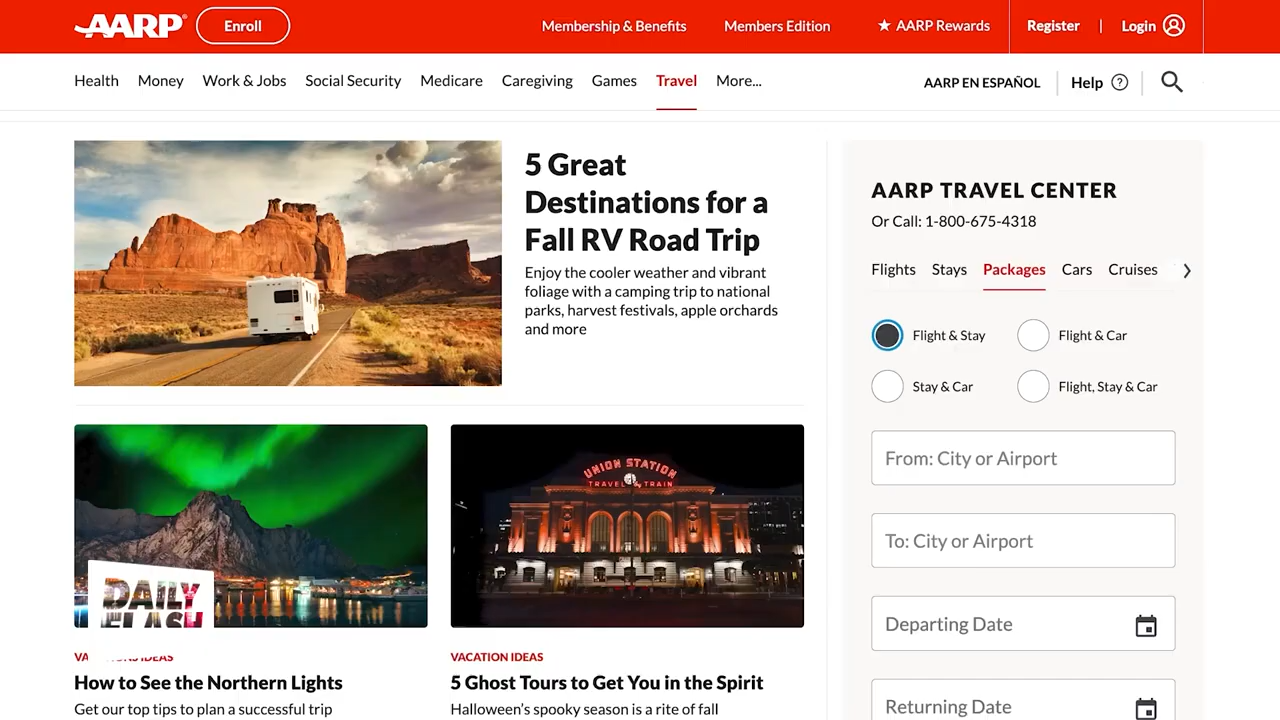 AARP
Enroll
Membership & Benefits
Members Edition
★ AARP Rewards
Register
|
Login
Health
Money
Work & Jobs
Social Security
Medicare
Caregiving
Games
Travel
More...
AARP EN ESPAÑOL
Help ?
5 Great
Destinations for a
Fall RV Road Trip
Enjoy the cooler weather and vibrant
foliage with a camping trip to national
parks, harvest festivals, apple orchards
and more
UNION STATION
TRAVEL by TRAIN
DAILY
FLASH
VACATION IDEAS
How to See the Northern Lights
Get our top tips to plan a successful trip
VACATION IDEAS
5 Ghost Tours to Get You in the Spirit
Halloween's spooky season is a rite of fall
AARP TRAVEL CENTER
Or Call: 1-800-675-4318
Flights
Stays
Packages
Cars
Cruises
Flight & Stay
Flight & Car
Stay & Car
Flight, Stay & Car
From: City or Airport
To: City or Airport
Departing Date
Returning Date